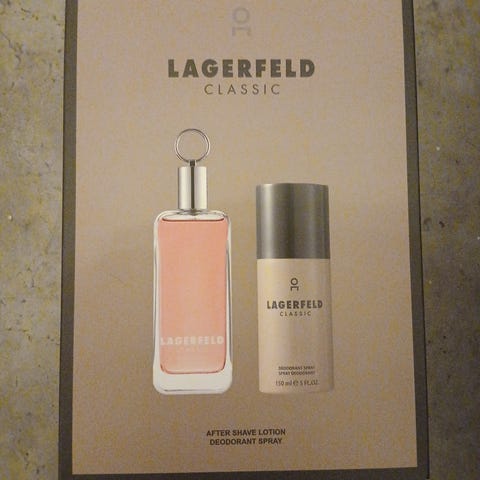 LAGERFELD
CLASSIC
LAGERFELD
LAGERFELD
CLASSIC
DEODORANT SPRAY
SPRAY DEODORANT
150 ml e 5 FL.OZ.
AFTER SHAVE LOTION
DEODORANT SPRAY